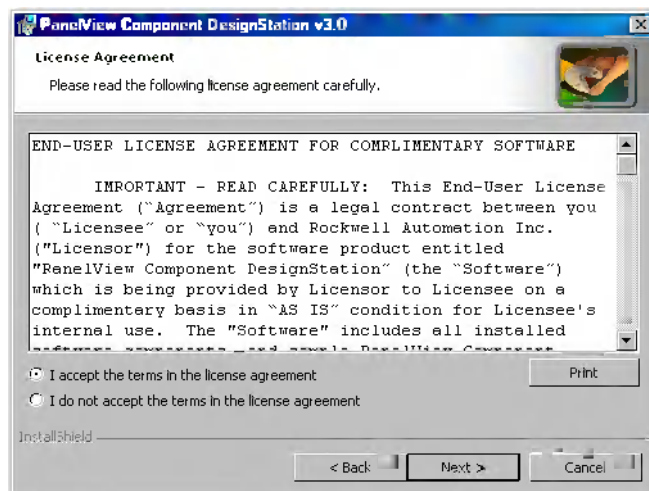 PanelView Component DesignStation v3.0
License Agreement
Please read the following license agreement carefully.
END-USER LICENSE AGREEMENT FOR COMPLIMENTARY SOFTWARE
IMPORTANT - READ CAREFULLY: This End-User License
Agreement ("Agreement") is a legal contract between you
( "Licensee" or "you") and Rockwell Automation Inc.
("Licensor") for the software product entitled
"PanelView Component DesignStation" (the "Software")
which is being provided by Licensor to Licensee on a
complimentary basis in "AS IS" condition for Licensee's
internal use. The "Software" includes all installed
I accept the terms in the license agreement
Print
I do not accept the terms in the license agreement
InstallShield
< Back
Next >
Cancel